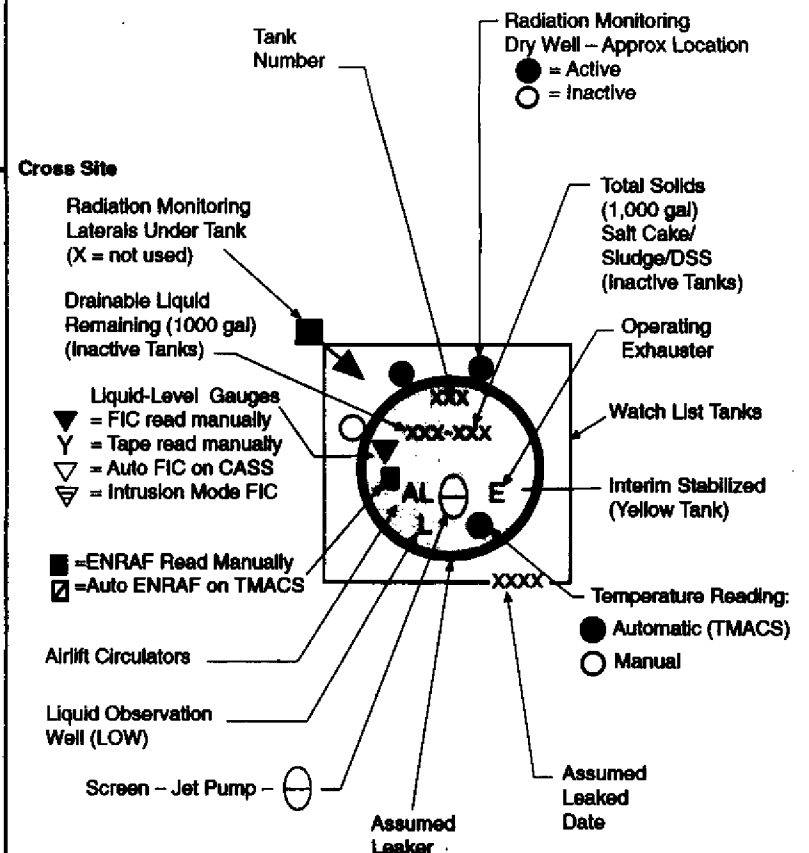 Tank
Number
Radiation Monitoring
Dry Well – Approx Location
= Active
= Inactive
Cross Site
Radiation Monitoring
Laterals Under Tank
(X = not used)
Total Solids
(1,000 gal)
Salt Cake/
Sludge/DSS
(Inactive Tanks)
Drainable Liquid
Remaining (1000 gal)
(Inactive Tanks)
Operating
Exhauster
Liquid-Level Gauges
= FIC read manually
Y = Tape read manually
= Auto FIC on CASS
= Intrusion Mode FIC
XXX
XXX-XXX
Watch List Tanks
AL
E
L
Interim Stabilized
(Yellow Tank)
=ENRAF Read Manually
=Auto ENRAF on TMACS
XXXX
Temperature Reading:
Automatic (TMACS)
Manual
Airlift Circulators
Liquid Observation
Well (LOW)
Screen – Jet Pump –
Assumed
Leaker
Assumed
Leaked
Date